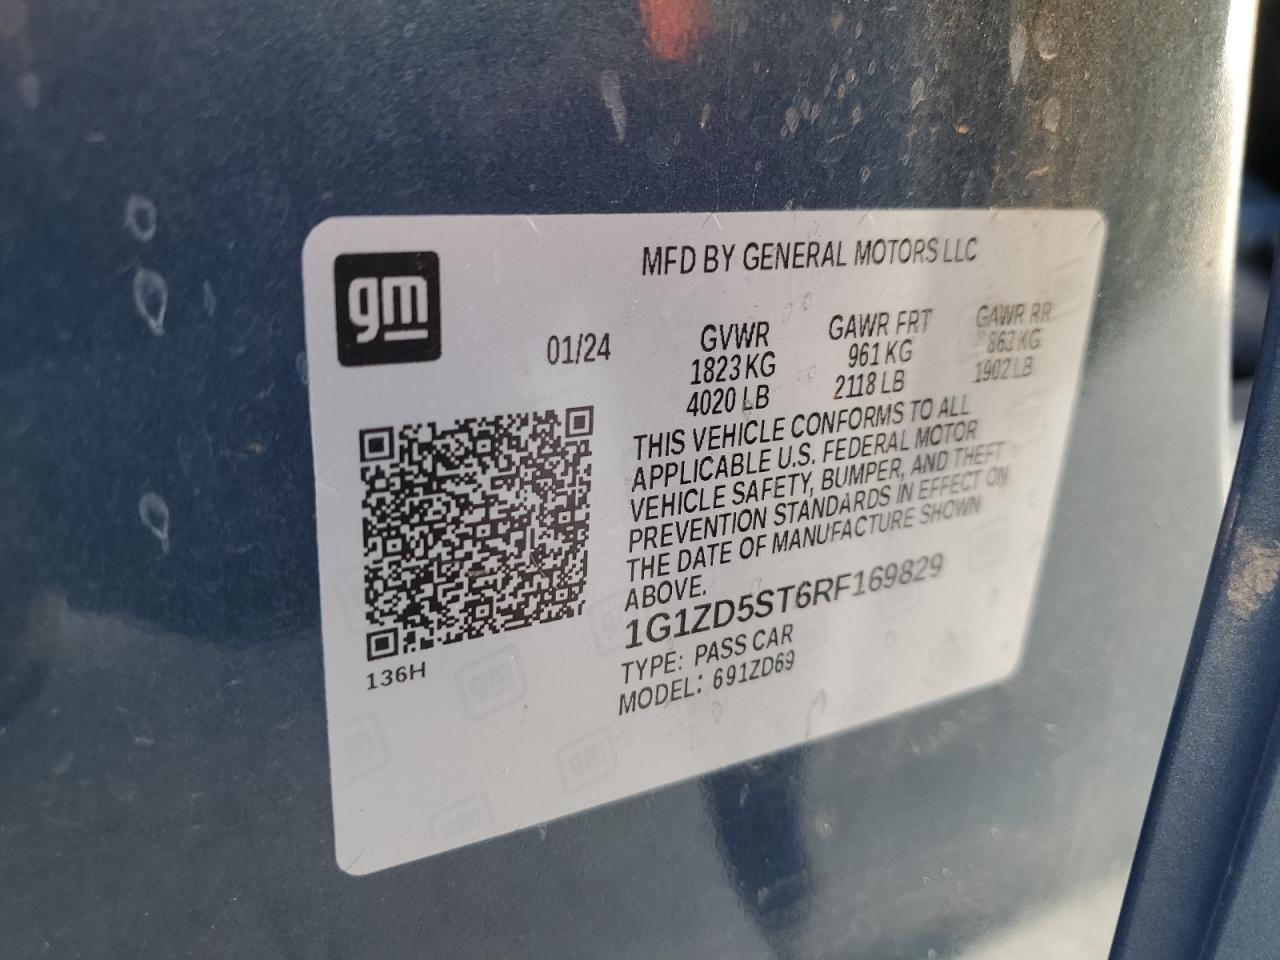 gm
MFD BY GENERAL MOTORS LLC
01/24
GVWR GAWR FRT GAWR RR
1823 KG 961 KG 863 KG
4020 LB 2118 LB 1902 LB
THIS VEHICLE CONFORMS TO ALL
APPLICABLE U.S. FEDERAL MOTOR
VEHICLE SAFETY, BUMPER, AND THEFT
PREVENTION STANDARDS IN EFFECT ON
THE DATE OF MANUFACTURE SHOWN
ABOVE.
1G1ZD5ST6RF169829
TYPE: PASS CAR
MODEL: 691ZD69
136H